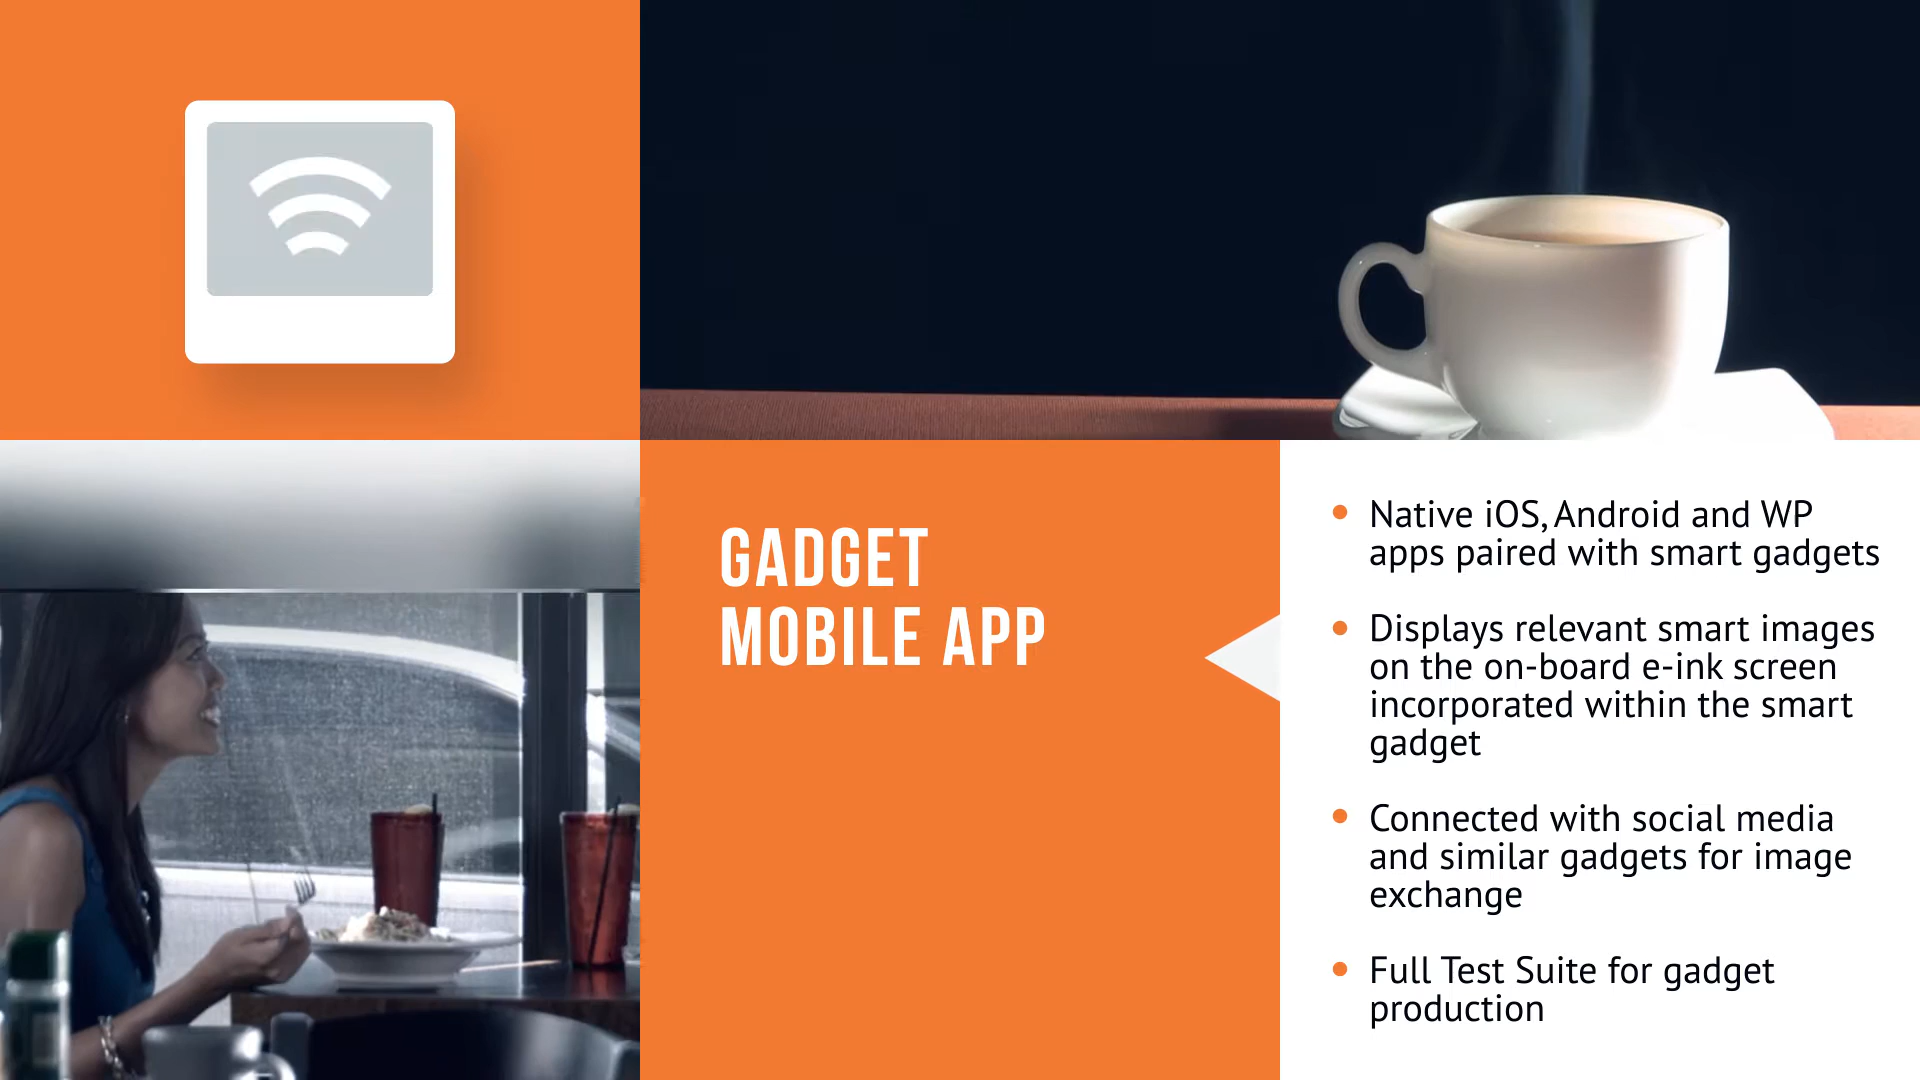 GADGET
MOBILE APP
Native iOS, Android and WP
apps paired with smart gadgets
Displays relevant smart images
on the on-board e-ink screen
incorporated within the smart
gadget
Connected with social media
and similar gadgets for image
exchange
Full Test Suite for gadget
production